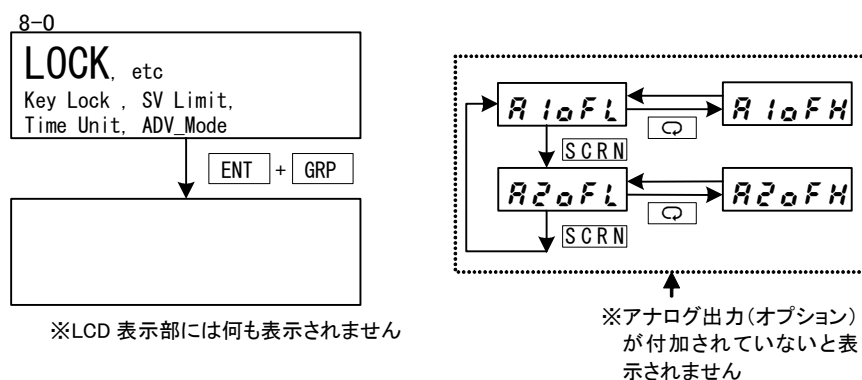 8-0
LOCK, etc
Key Lock , SV Limit,
Time Unit, ADV_Mode
ENT + GRP
※LCD 表示部には何も表示されません
A1oFL
A1oFH
SCRN
A2oFL
A2oFH
SCRN
※アナログ出力(オプション)
が付加されていないと表
示されません